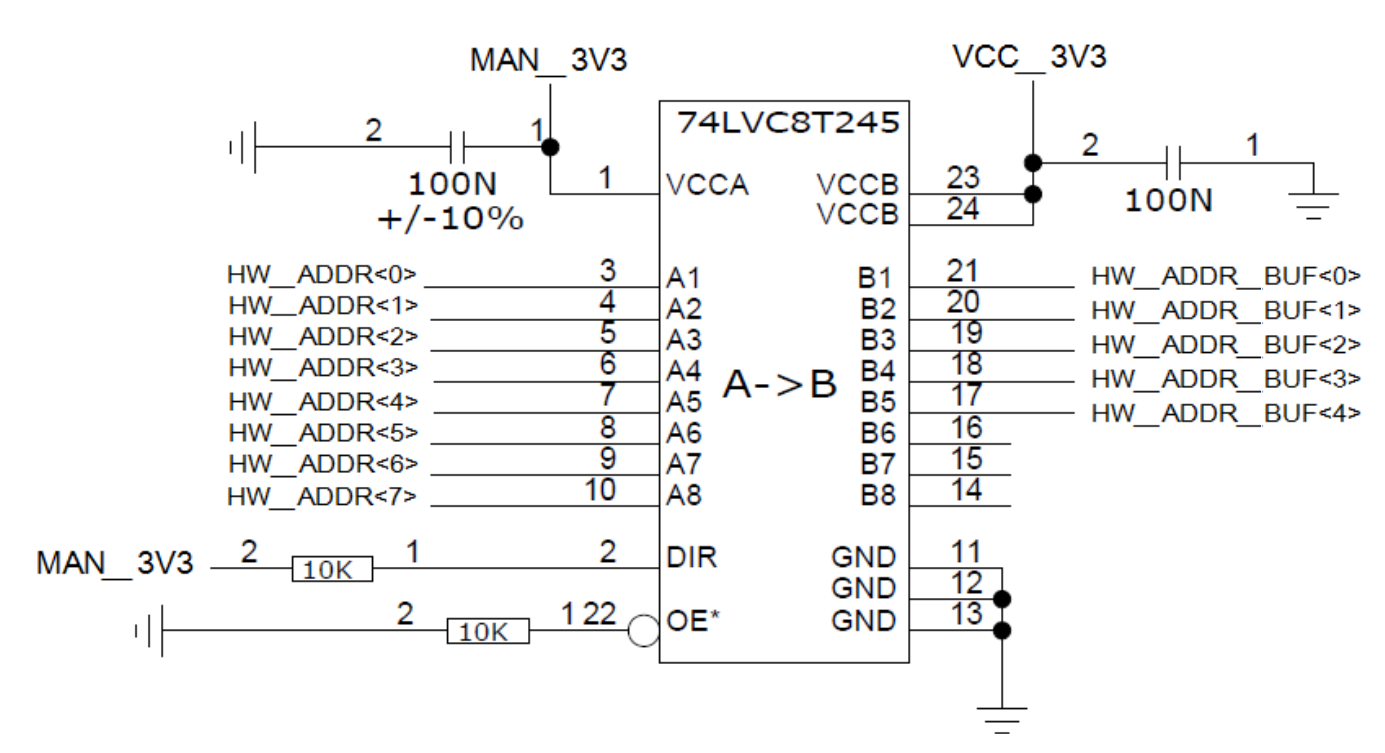 MAN__3V3 VCC__3V3
74LVC8T245
2 1 2 1
100N 100N
+/-10%
1 VCCA VCCB 23
VCCB 24
HW__ADDR<0> 3 A1 B1 21 HW__ADDR__BUF<0>
HW__ADDR<1> 4 A2 B2 20 HW__ADDR__BUF<1>
HW__ADDR<2> 5 A3 B3 19 HW__ADDR__BUF<2>
HW__ADDR<3> 6 A4 B4 18 HW__ADDR__BUF<3>
A->B
HW__ADDR<4> 7 A5 B5 17 HW__ADDR__BUF<4>
HW__ADDR<5> 8 A6 B6 16
HW__ADDR<6> 9 A7 B7 15
HW__ADDR<7> 10 A8 B8 14
MAN__3V3 2 10K 1 2 DIR GND 11
GND 12
2 10K 1 22 OE* GND 13